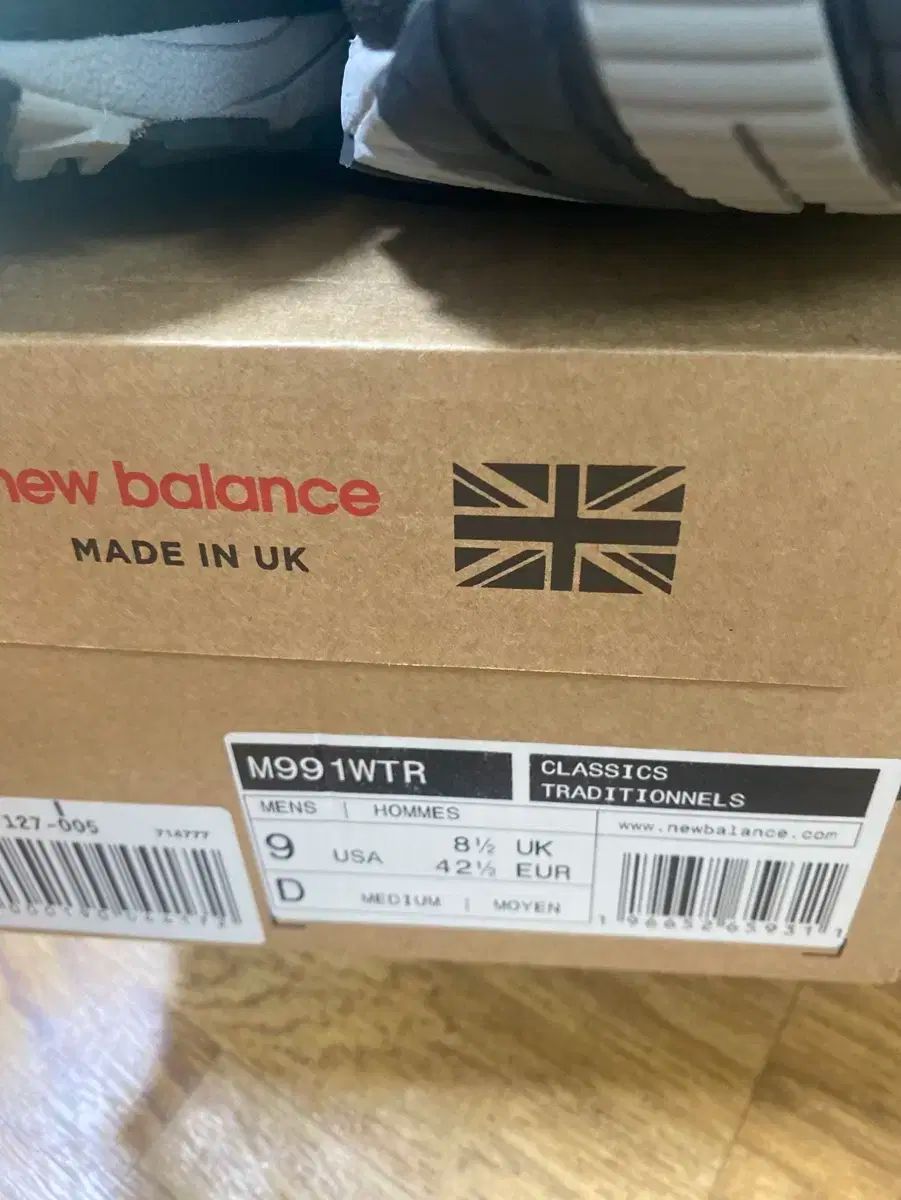 new balance
MADE IN UK
M991WTR
CLASSICS
TRADITIONNELS
MENS | HOMMES
www.newbalance.com
9 USA 8½ UK
42½ EUR
D MEDIUM | MOYEN
127-005